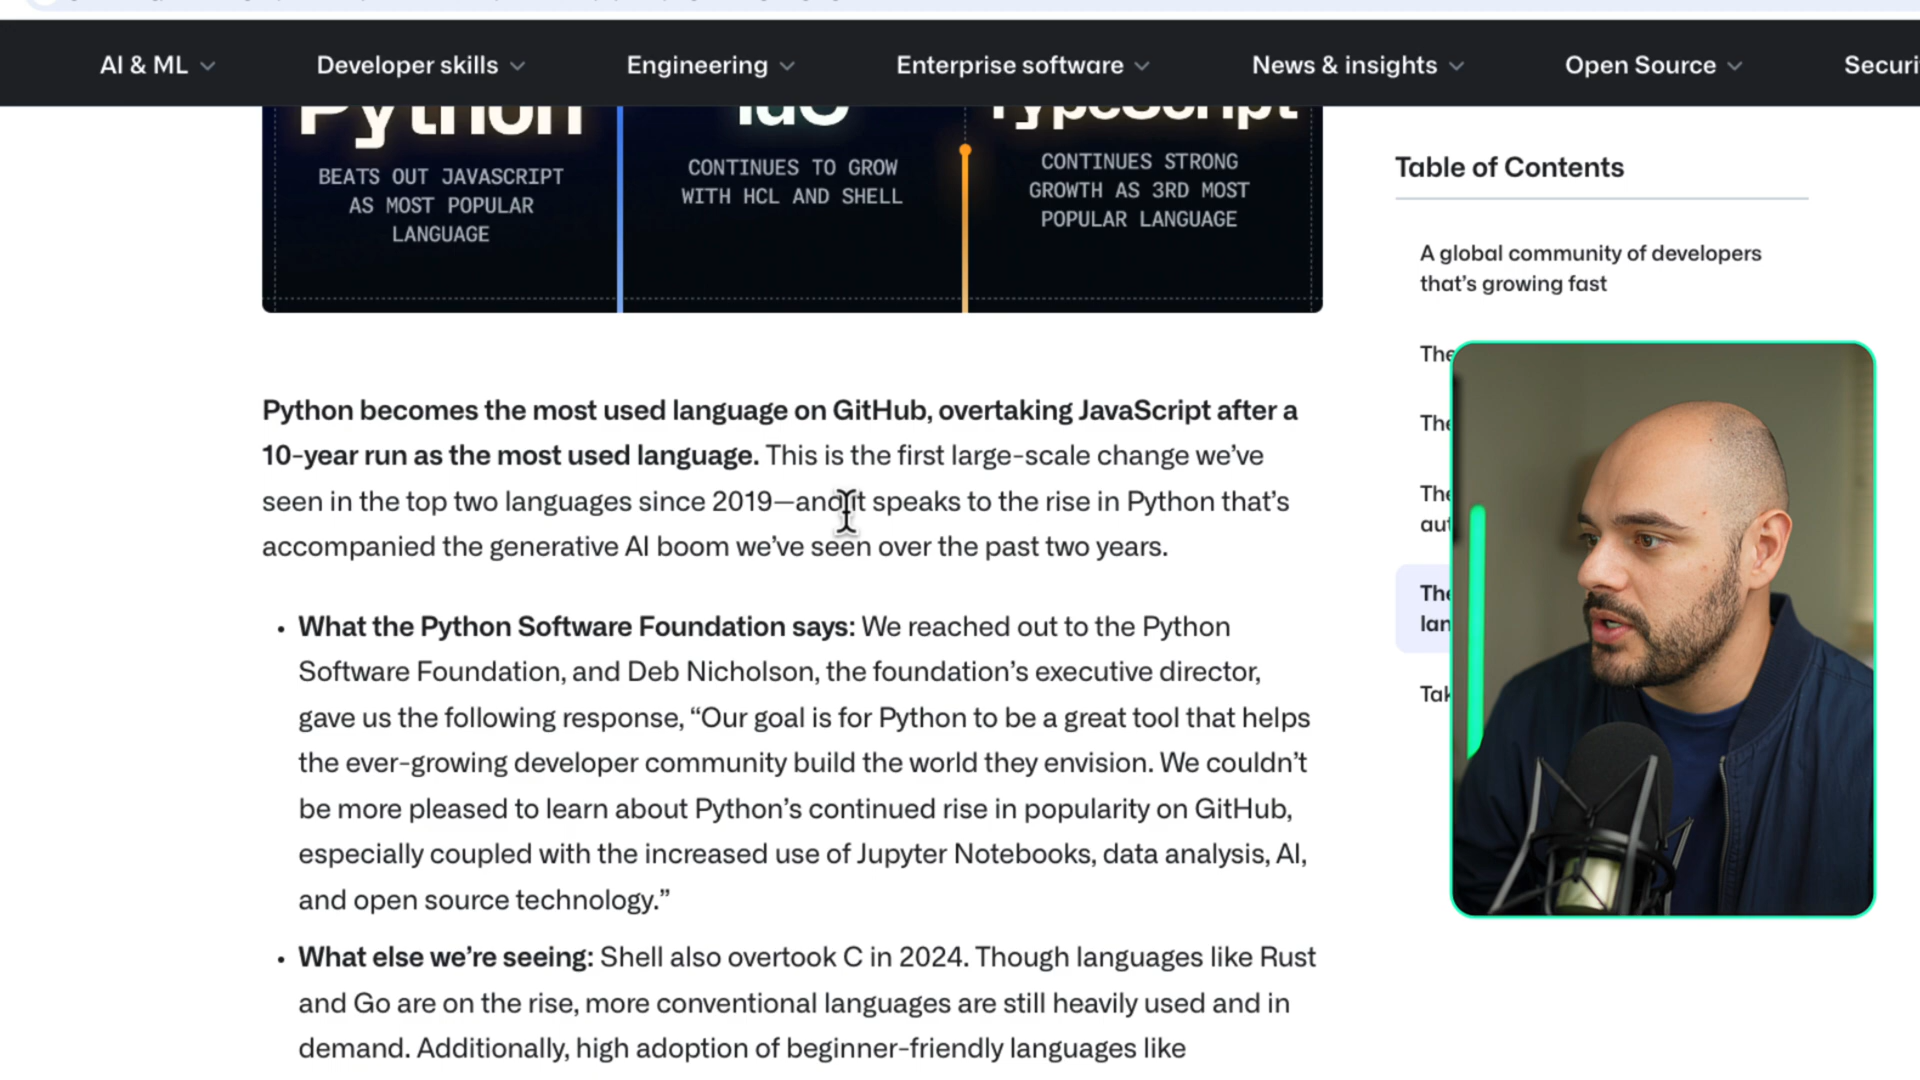 AI & ML
Developer skills
Engineering
Enterprise software
News & insights
Open Source
Securi
Python
IaC
TypeScript
BEATS OUT JAVASCRIPT
AS MOST POPULAR
LANGUAGE
CONTINUES TO GROW
WITH HCL AND SHELL
CONTINUES STRONG
GROWTH AS 3RD MOST
POPULAR LANGUAGE
Python becomes the most used language on GitHub, overtaking JavaScript after a
10-year run as the most used language. This is the first large-scale change we’ve
seen in the top two languages since 2019—and it speaks to the rise in Python that’s
accompanied the generative AI boom we’ve seen over the past two years.
• What the Python Software Foundation says: We reached out to the Python
Software Foundation, and Deb Nicholson, the foundation’s executive director,
gave us the following response, “Our goal is for Python to be a great tool that helps
the ever-growing developer community build the world they envision. We couldn’t
be more pleased to learn about Python’s continued rise in popularity on GitHub,
especially coupled with the increased use of Jupyter Notebooks, data analysis, AI,
and open source technology.”
• What else we’re seeing: Shell also overtook C in 2024. Though languages like Rust
and Go are on the rise, more conventional languages are still heavily used and in
demand. Additionally, high adoption of beginner-friendly languages like
Table of Contents
A global community of developers
that’s growing fast
The
The
The
aut
The
lan
Tak